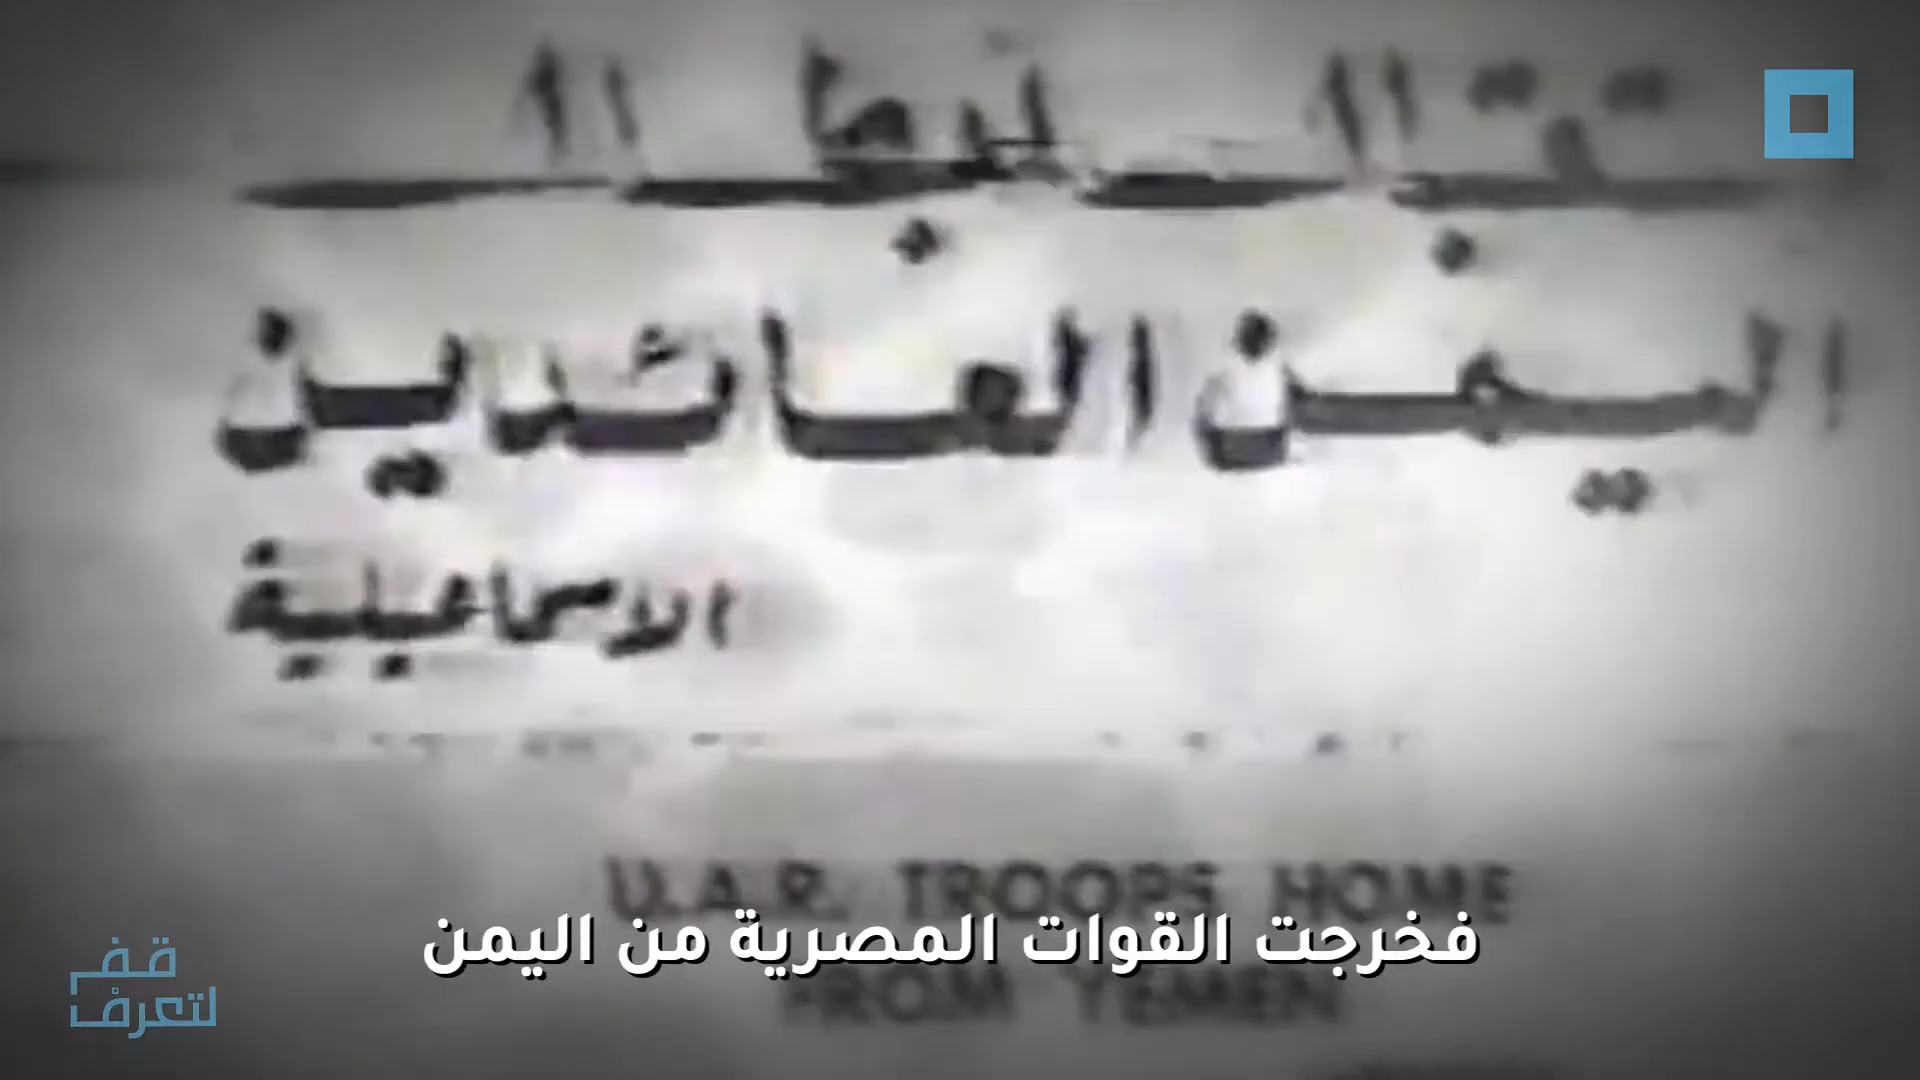 اليمن العائدين
الاسماعيلية
U.A.R. TROOPS HOME
فخرجت القوات المصرية من اليمن
FROM YEMEN
قف
لتعرف